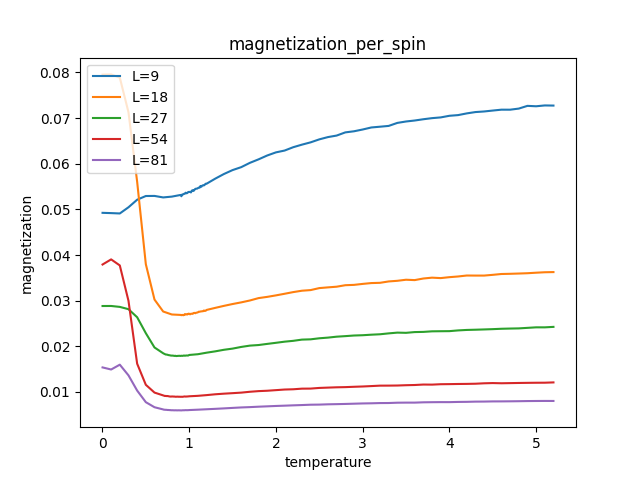 magnetization_per_spin
L=9
L=18
L=27
L=54
L=81
0.08
0.07
0.06
0.05
0.04
0.03
0.02
0.01
magnetization
0
1
2
3
4
5
temperature